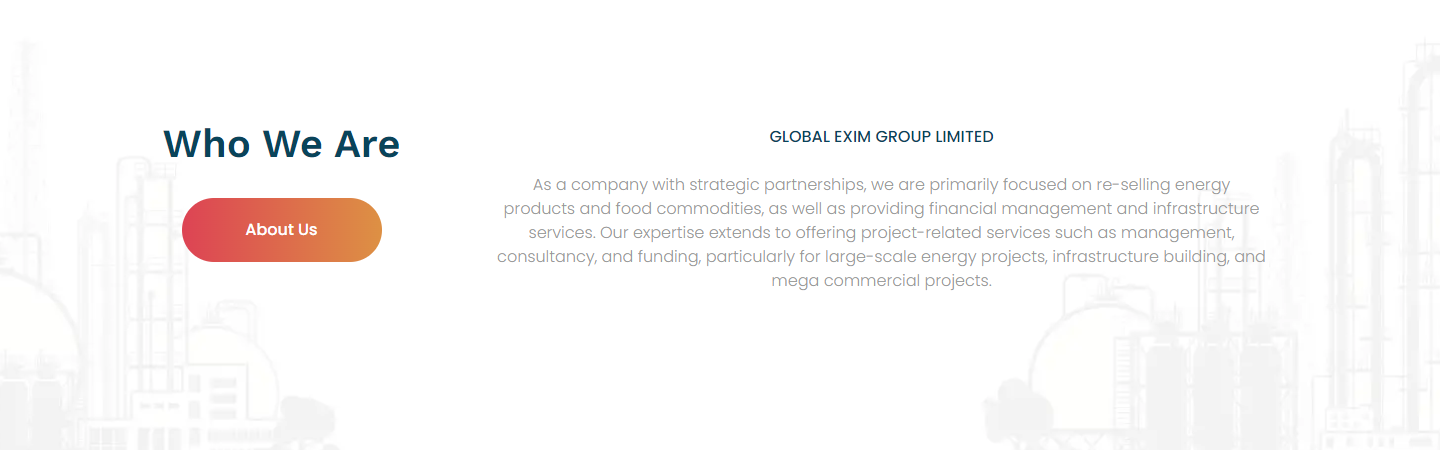 Who We Are
About Us
GLOBAL EXIM GROUP LIMITED
As a company with strategic partnerships, we are primarily focused on re-selling energy
products and food commodities, as well as providing financial management and infrastructure
services. Our expertise extends to offering project-related services such as management,
consultancy, and funding, particularly for large-scale energy projects, infrastructure building, and
mega commercial projects.